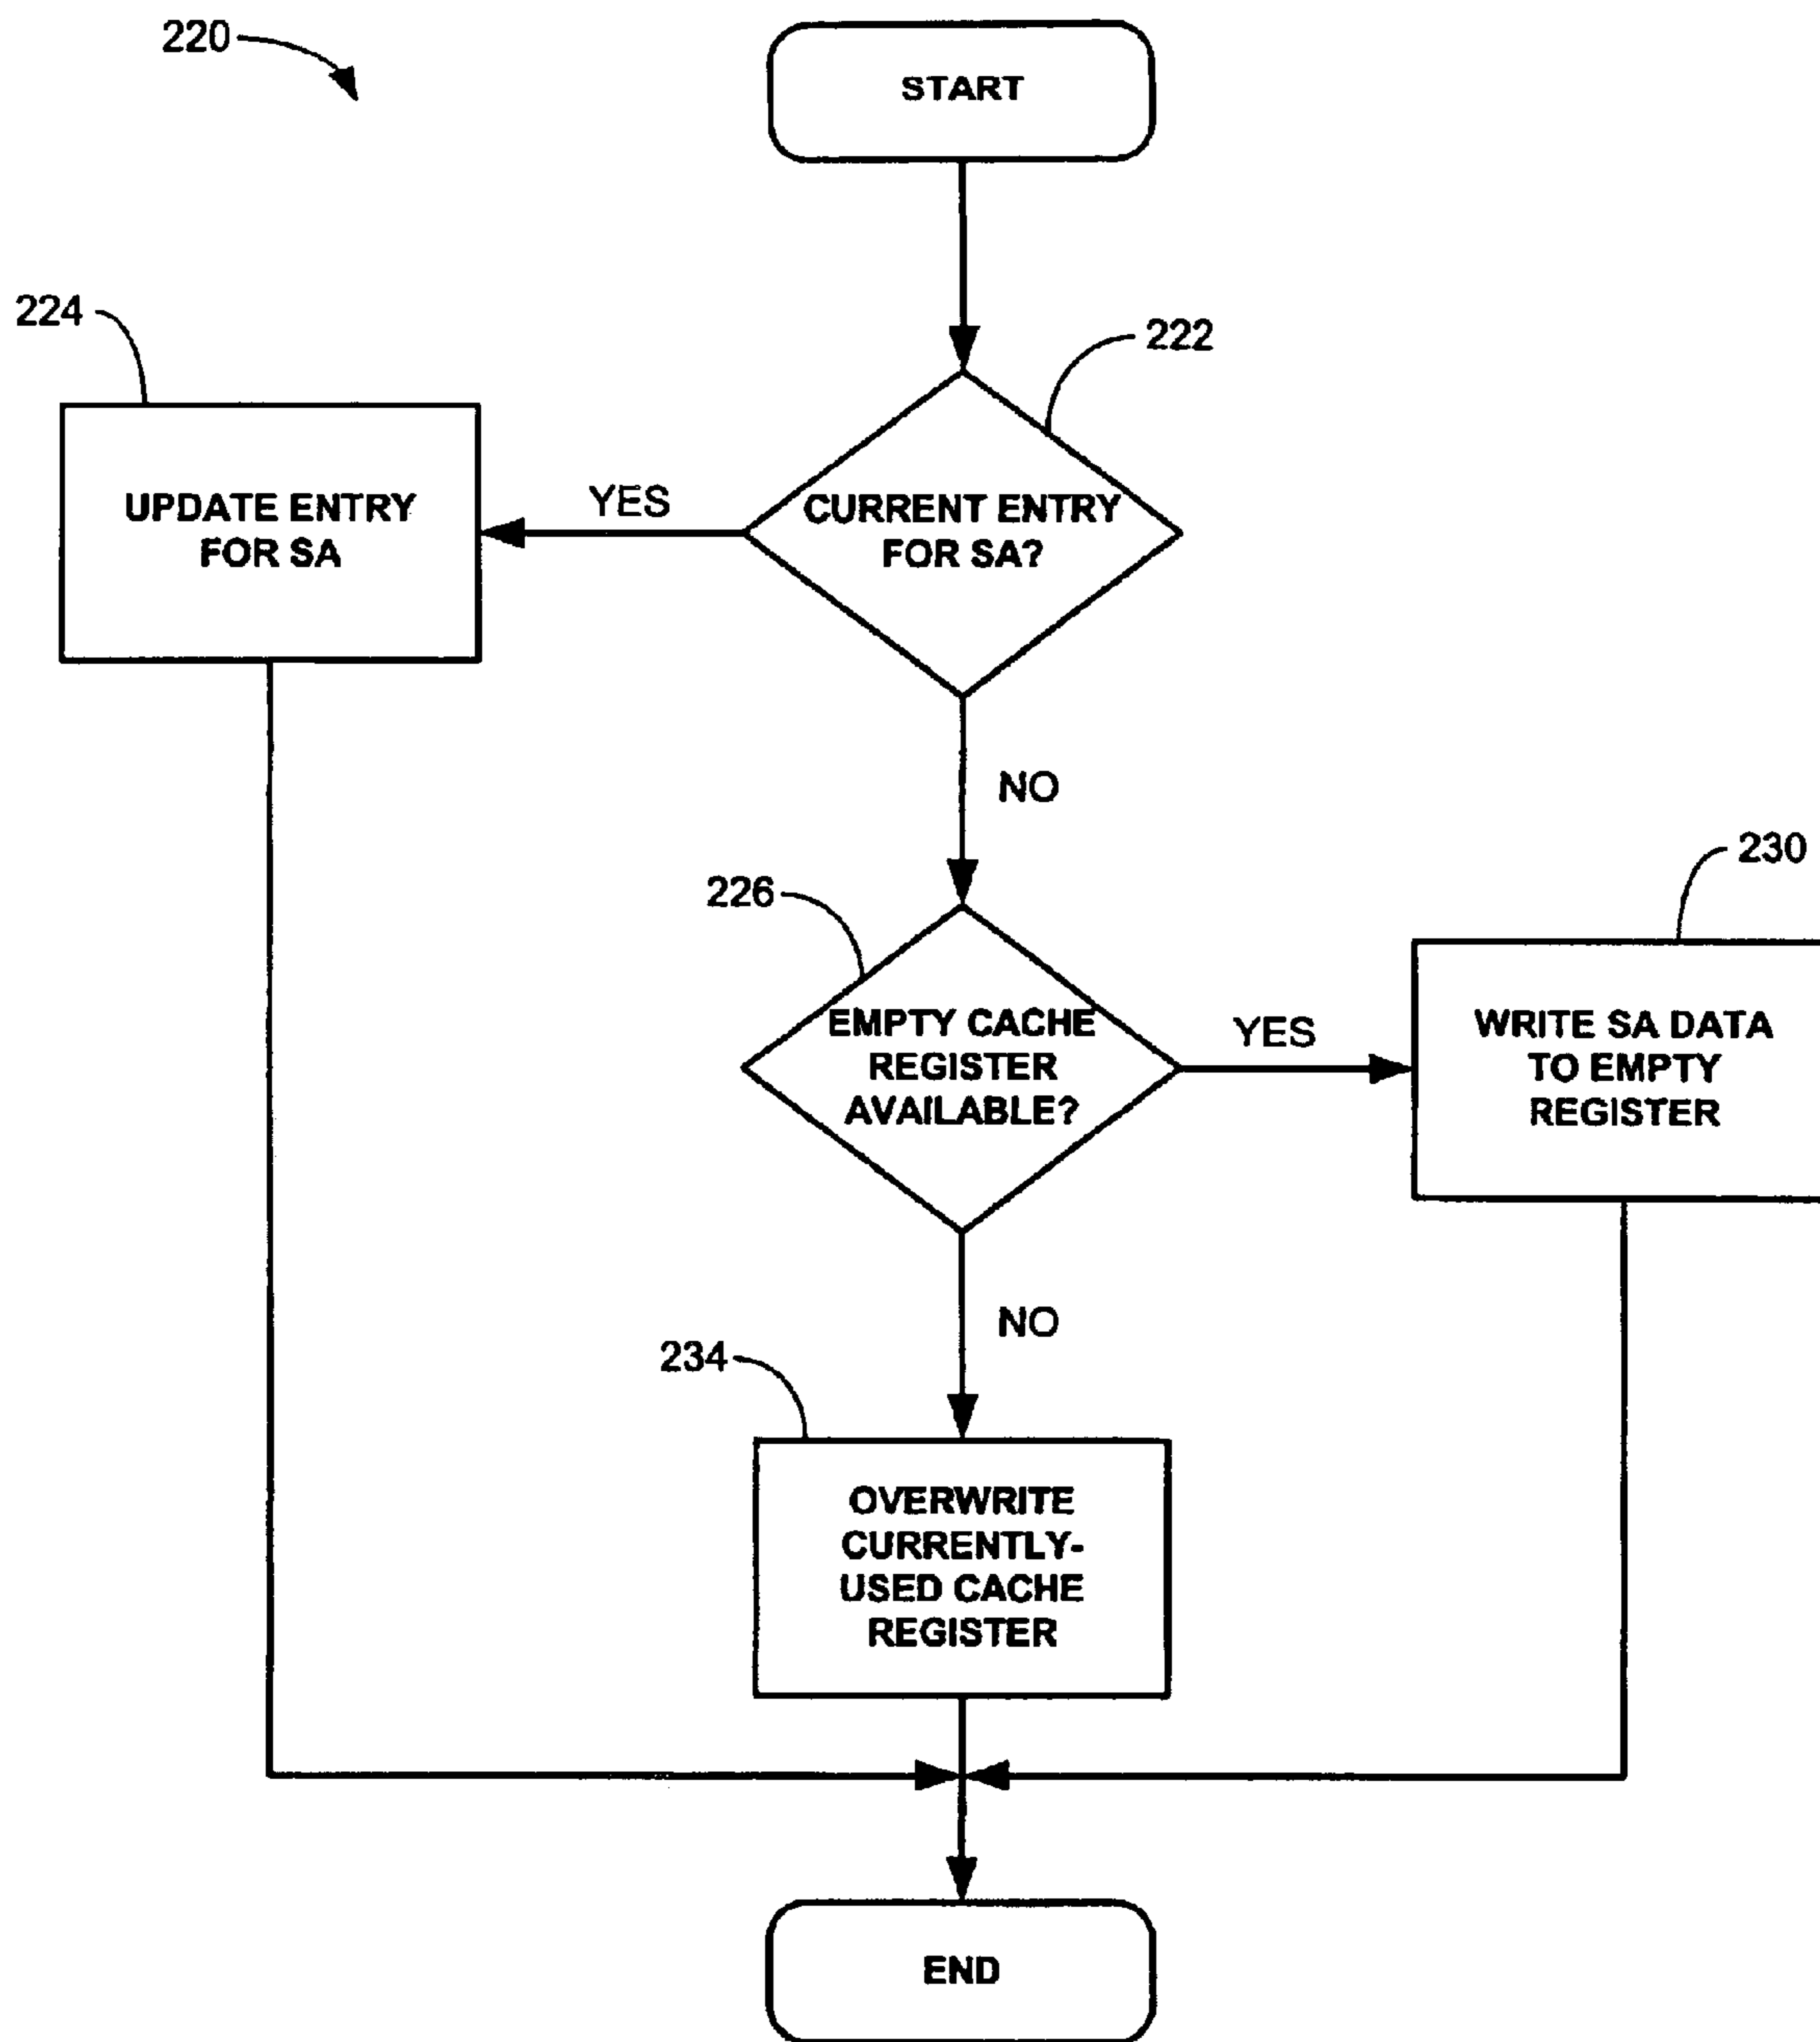 220
START
224
222
UPDATE ENTRY
FOR SA
YES
CURRENT ENTRY
FOR SA?
NO
226
230
EMPTY CACHE
REGISTER
AVAILABLE?
YES
WRITE SA DATA
TO EMPTY
REGISTER
NO
234
OVERWRITE
CURRENTLY-
USED CACHE
REGISTER
END